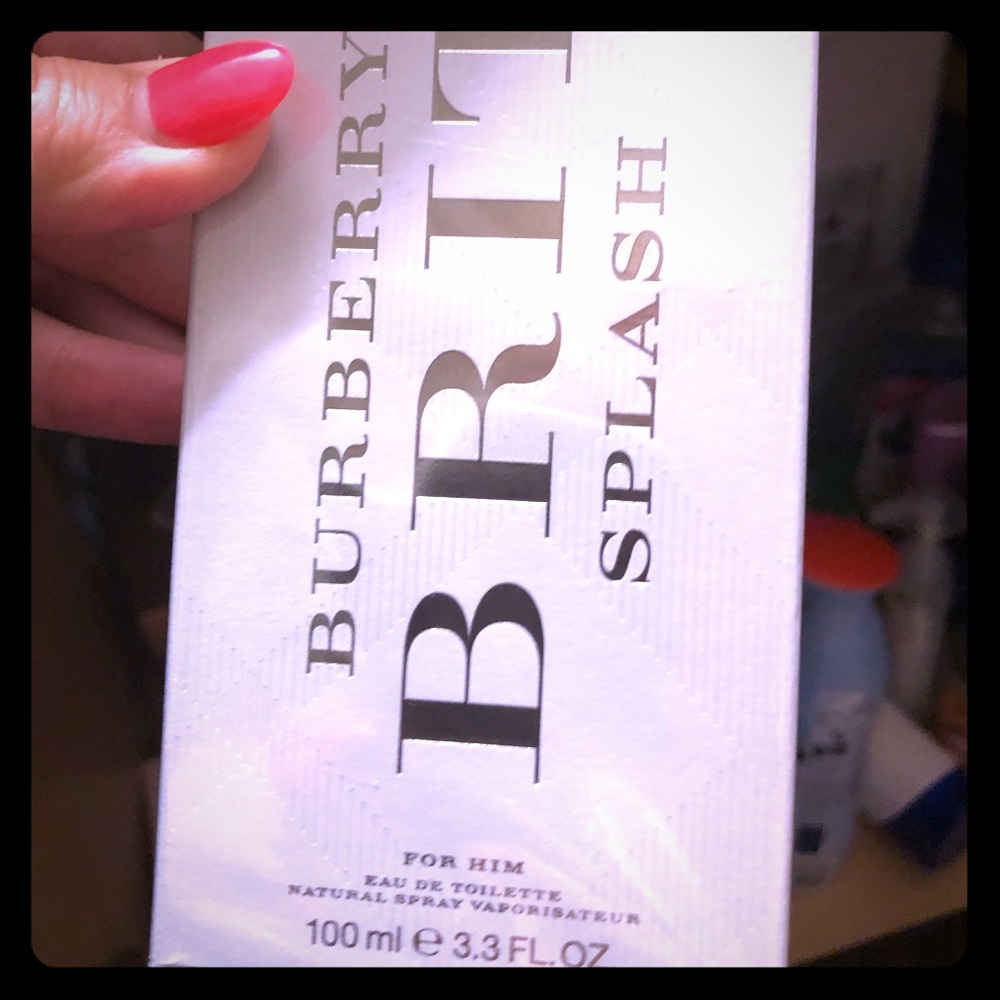 BURBERRY
BRIT
SPLASH
FOR HIM
EAU DE TOILETTE
NATURAL SPRAY VAPORISATEUR
100 ml ℮ 3.3 FL. OZ